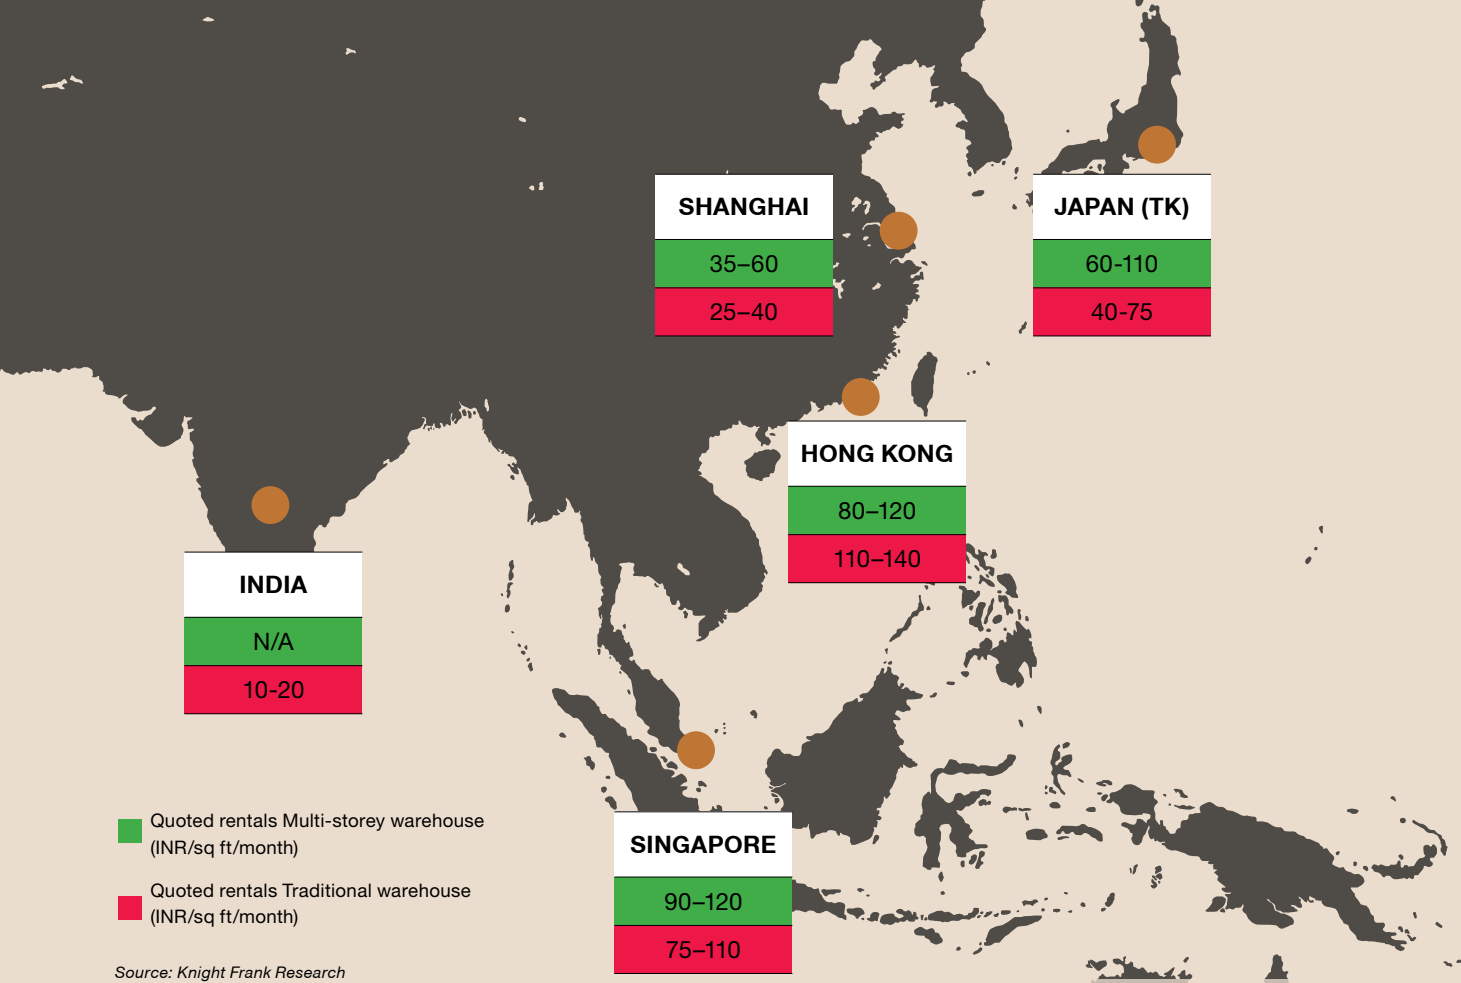 SHANGHAI
35–60
25–40
JAPAN (TK)
60-110
40-75
HONG KONG
80–120
110–140
INDIA
N/A
10-20
SINGAPORE
90–120
75–110
Quoted rentals Multi-storey warehouse
(INR/sq ft/month)
Quoted rentals Traditional warehouse
(INR/sq ft/month)
Source: Knight Frank Research